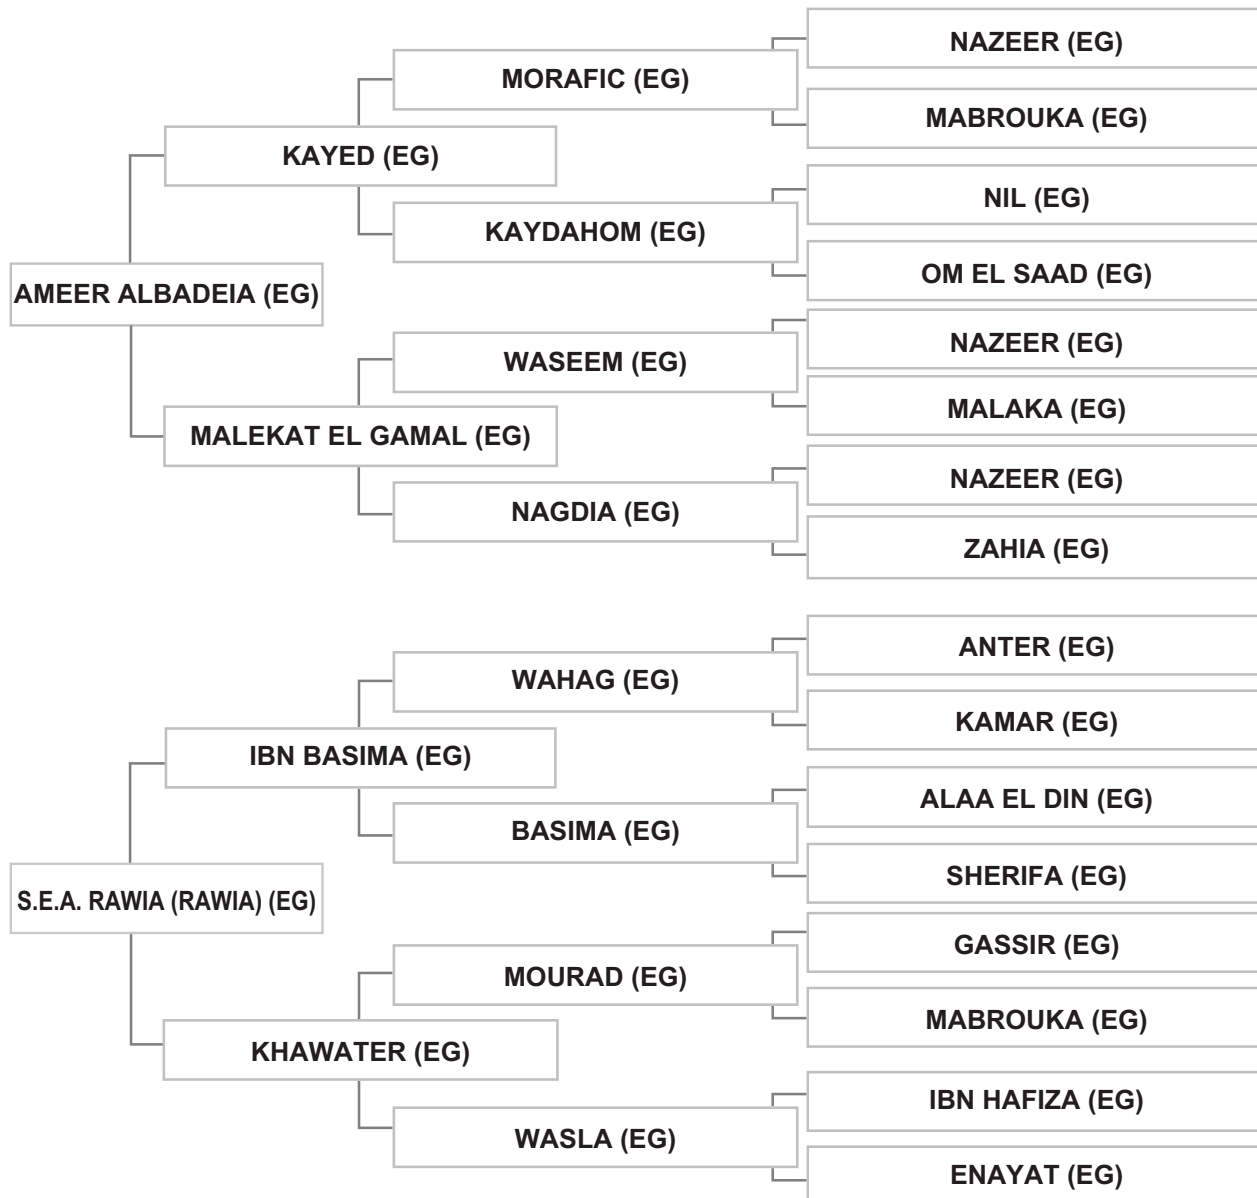 NAZEER (EG)
MORAFIC (EG)
MABROUKA (EG)
KAYED (EG)
NIL (EG)
KAYDAHOM (EG)
OM EL SAAD (EG)
AMEER ALBADEIA (EG)
NAZEER (EG)
WASEEM (EG)
MALAKA (EG)
MALEKAT EL GAMAL (EG)
NAZEER (EG)
NAGDIA (EG)
ZAHIA (EG)
ANTER (EG)
WAHAG (EG)
KAMAR (EG)
IBN BASIMA (EG)
ALAA EL DIN (EG)
BASIMA (EG)
SHERIFA (EG)
S.E.A. RAWIA (RAWIA) (EG)
GASSIR (EG)
MOURAD (EG)
MABROUKA (EG)
KHAWATER (EG)
IBN HAFIZA (EG)
WASLA (EG)
ENAYAT (EG)